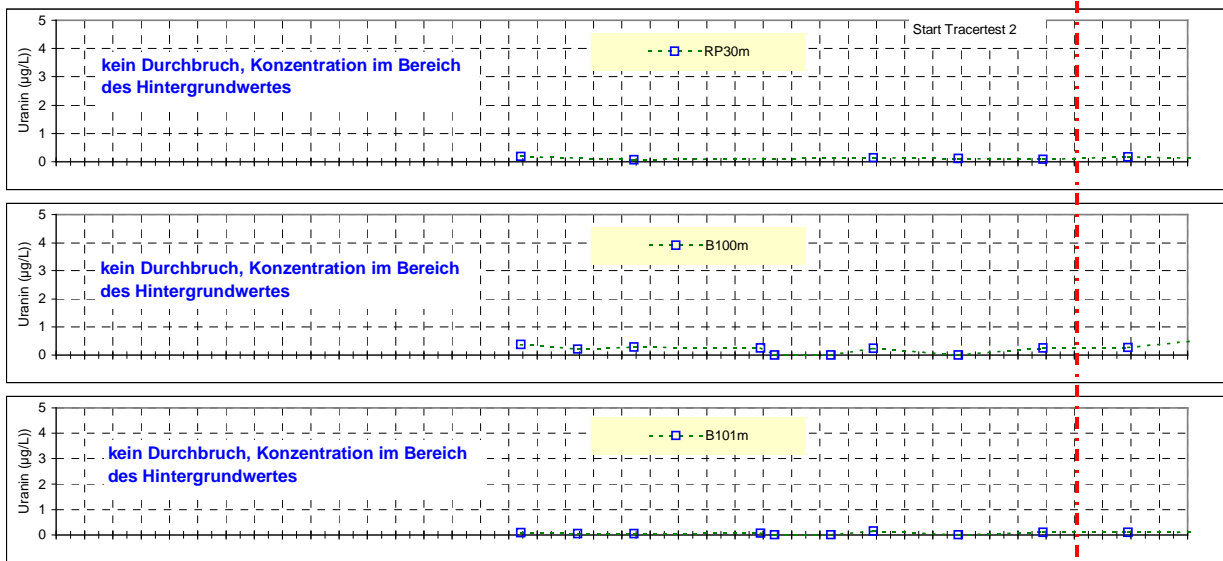 Start Tracertest 2
Uranin (µg/L))
5
4
3
2
1
0
kein Durchbruch, Konzentration im Bereich
des Hintergrundwertes
RP30m
Uranin (µg/L))
5
4
3
2
1
0
kein Durchbruch, Konzentration im Bereich
des Hintergrundwertes
B100m
Uranin (µg/L))
5
4
3
2
1
0
kein Durchbruch, Konzentration im Bereich
des Hintergrundwertes
B101m